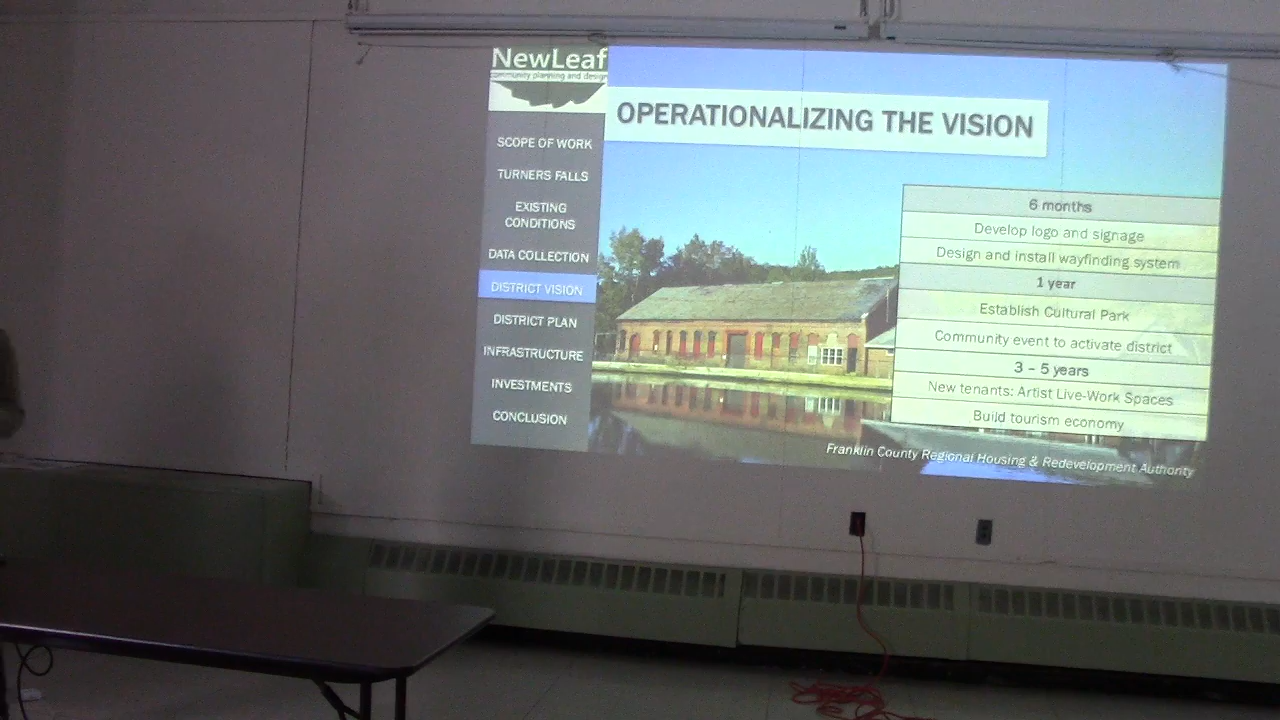 NewLeaf
community planning and design
OPERATIONALIZING THE VISION
SCOPE OF WORK
TURNERS FALLS
EXISTING
CONDITIONS
DATA COLLECTION
DISTRICT VISION
DISTRICT PLAN
INFRASTRUCTURE
INVESTMENTS
CONCLUSION
6 months
Develop logo and signage
Design and install wayfinding system
1 year
Establish Cultural Park
Community event to activate district
3 – 5 years
New tenants: Artist Live-Work Spaces
Build tourism economy
Franklin County Regional Housing & Redevelopment Authority